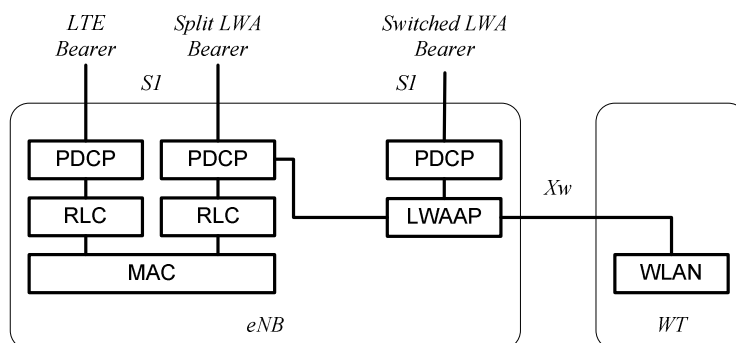 LTE
Bearer
Split LWA
Bearer
Switched LWA
Bearer
S1
S1
PDCP
PDCP
PDCP
Xw
RLC
RLC
LWAAP
MAC
WLAN
eNB
WT